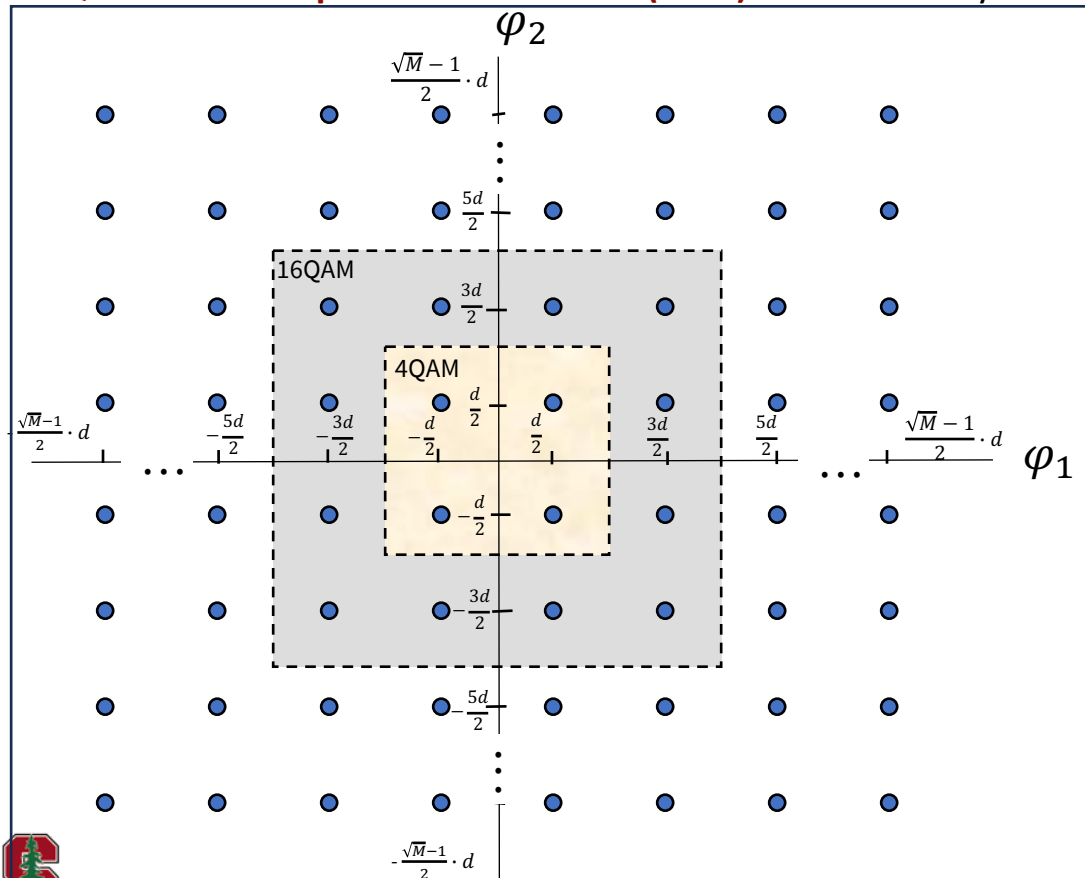 φ₂
(√M − 1)/2 · d
5d/2
16QAM
3d/2
4QAM
d/2
-(√M−1)/2 · d
−5d/2
−3d/2
−d/2
d/2
3d/2
5d/2
(√M − 1)/2 · d
...
...
φ₁
−d/2
−3d/2
−5d/2
-(√M−1)/2 · d